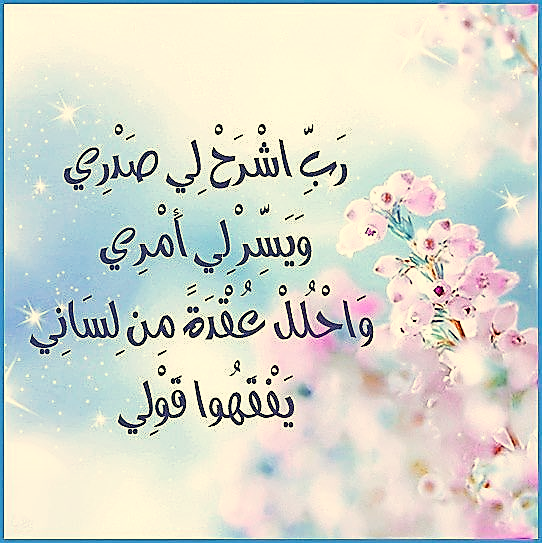 رَبِّ اشْرَحْ لِي صَدْرِي
وَيَسِّرْ لِي أَمْرِي
وَاحْلُلْ عُقْدَةً مِن لِسَانِي
يَفْقَهُوا قَوْلِي